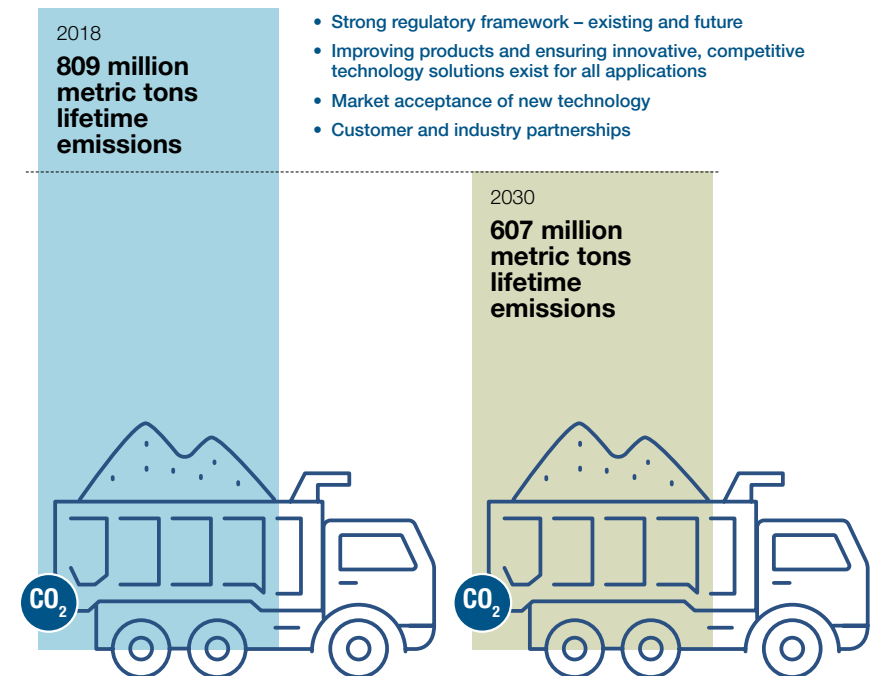 2018
809 million
metric tons
lifetime
emissions
• Strong regulatory framework – existing and future
• Improving products and ensuring innovative, competitive
technology solutions exist for all applications
• Market acceptance of new technology
• Customer and industry partnerships
2030
607 million
metric tons
lifetime
emissions
CO₂
CO₂